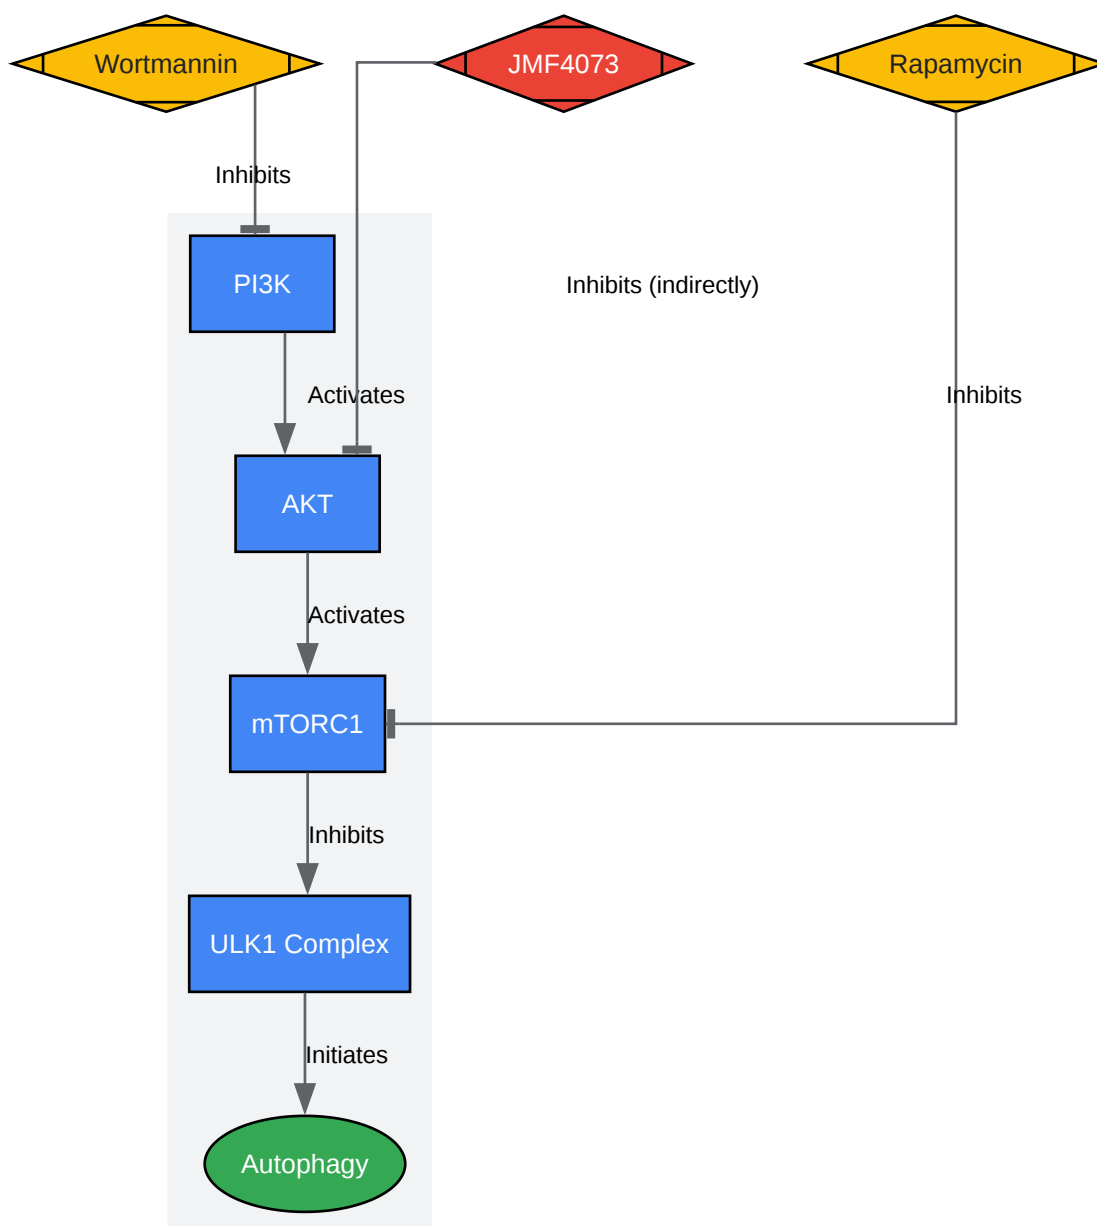 Wortmannin
JMF4073
Rapamycin
Inhibits
PI3K
Inhibits (indirectly)
Activates
Inhibits
AKT
Activates
mTORC1
Inhibits
ULK1 Complex
Initiates
Autophagy